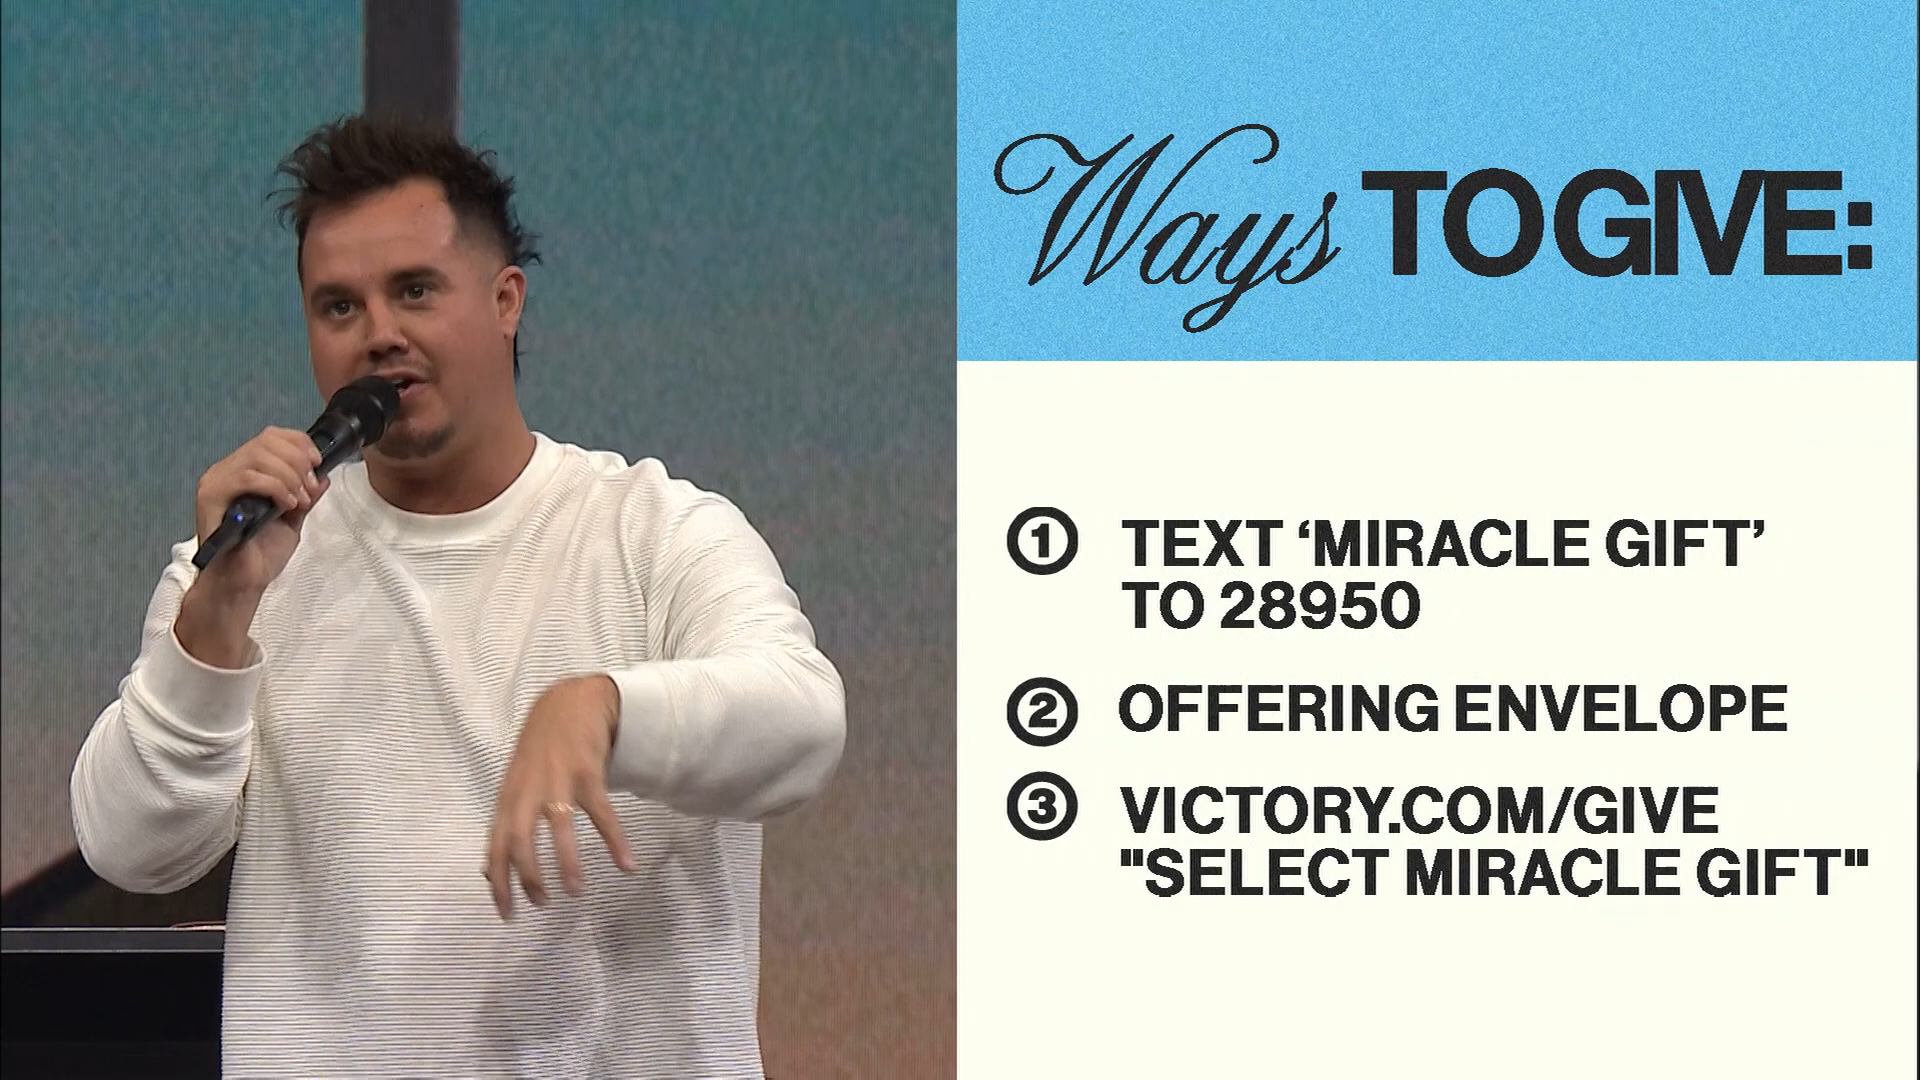 Ways TO GIVE:
1 TEXT ‘MIRACLE GIFT’
TO 28950
2 OFFERING ENVELOPE
3 VICTORY.COM/GIVE
"SELECT MIRACLE GIFT"